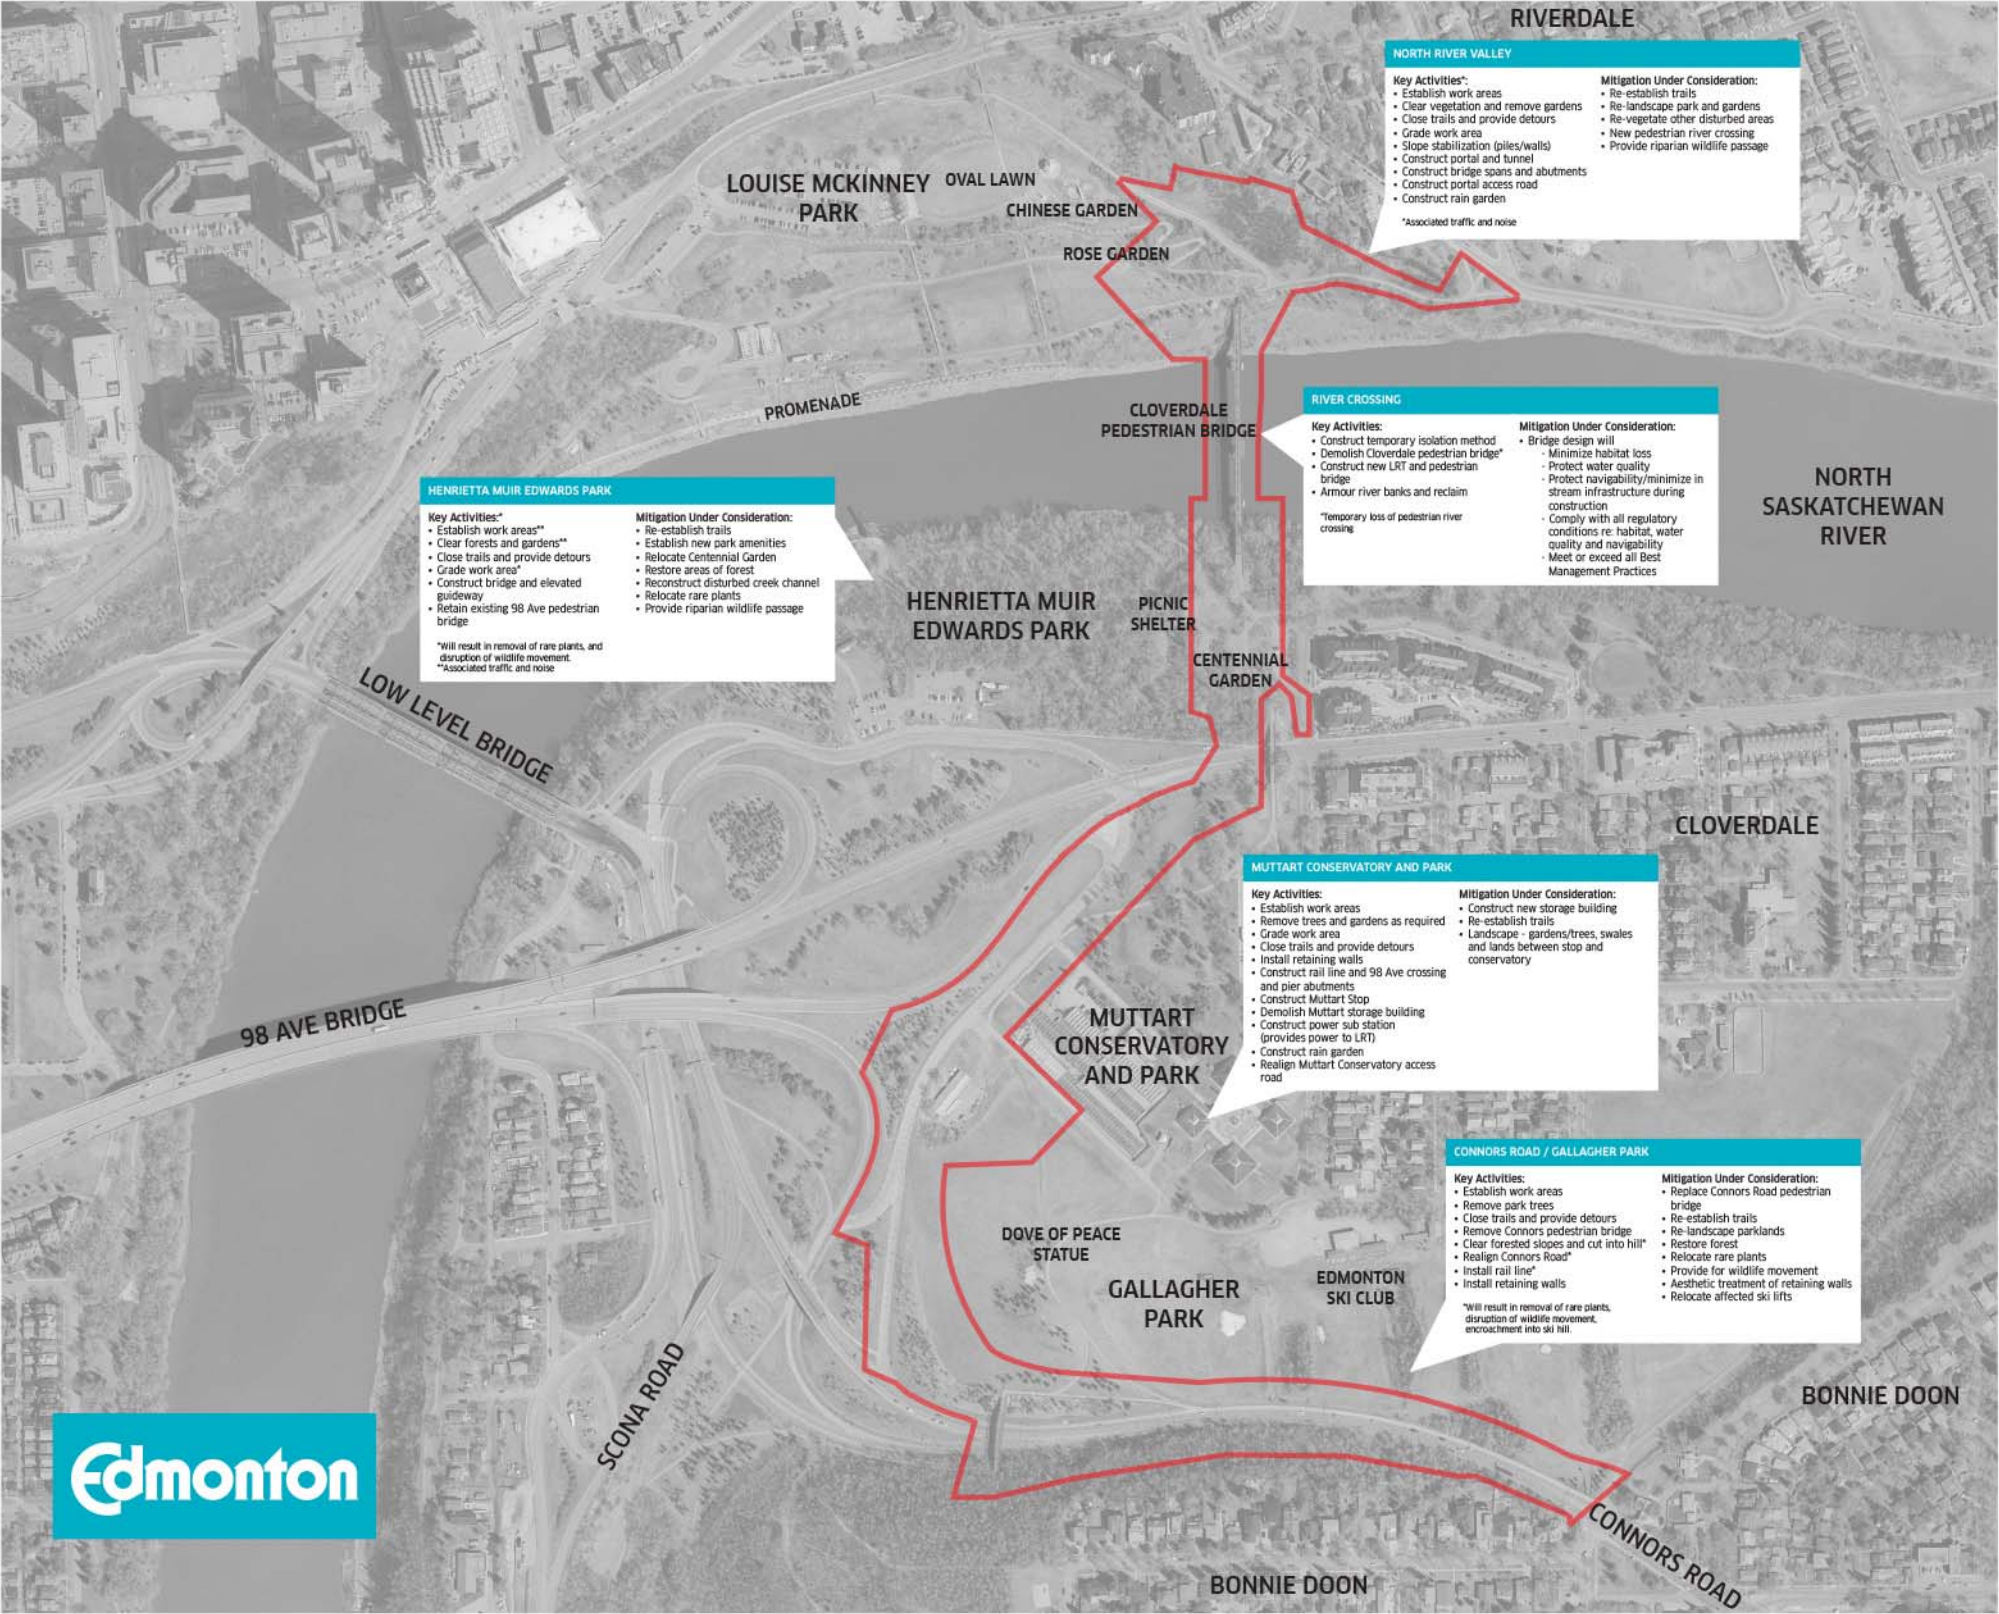 RIVERDALE
NORTH RIVER VALLEY
Key Activities*:
• Establish work areas
• Clear vegetation and remove gardens
• Close trails and provide detours
• Grade work area
• Slope stabilization (piles/walls)
• Construct portal and tunnel
• Construct bridge spans and abutments
• Construct portal access road
• Construct rain garden
*Associated traffic and noise
Mitigation Under Consideration:
• Re-establish trails
• Re-landscape park and gardens
• Re-vegetate other disturbed areas
• New pedestrian river crossing
• Provide riparian wildlife passage
LOUISE MCKINNEY
PARK
OVAL LAWN
CHINESE GARDEN
ROSE GARDEN
PROMENADE
CLOVERDALE
PEDESTRIAN BRIDGE
RIVER CROSSING
Key Activities:
• Construct temporary isolation method
• Demolish Cloverdale pedestrian bridge*
• Construct new LRT and pedestrian
bridge
• Armour river banks and reclaim
*Temporary loss of pedestrian river
crossing
Mitigation Under Consideration:
• Bridge design will
- Minimize habitat loss
- Protect water quality
- Protect navigability/minimize in
stream infrastructure during
construction
- Comply with all regulatory
conditions re: habitat, water
quality and navigability
- Meet or exceed all Best
Management Practices
NORTH
SASKATCHEWAN
RIVER
HENRIETTA MUIR EDWARDS PARK
Key Activities:*
• Establish work areas**
• Clear forests and gardens**
• Close trails and provide detours
• Grade work area*
• Construct bridge and elevated
guideway
• Retain existing 98 Ave pedestrian
bridge
*Will result in removal of rare plants, and
disruption of wildlife movement.
**Associated traffic and noise
Mitigation Under Consideration:
• Re-establish trails
• Establish new park amenities
• Relocate Centennial Garden
• Restore areas of forest
• Reconstruct disturbed creek channel
• Relocate rare plants
• Provide riparian wildlife passage
HENRIETTA MUIR
EDWARDS PARK
PICNIC
SHELTER
CENTENNIAL
GARDEN
LOW LEVEL BRIDGE
CLOVERDALE
MUTTART CONSERVATORY AND PARK
Key Activities:
• Establish work areas
• Remove trees and gardens as required
• Grade work area
• Close trails and provide detours
• Install retaining walls
• Construct rail line and 98 Ave crossing
and pier abutments
• Construct Muttart Stop
• Demolish Muttart storage building
• Construct power sub station
(provides power to LRT)
• Construct rain garden
• Realign Muttart Conservatory access
road
Mitigation Under Consideration:
• Construct new storage building
• Re-establish trails
• Landscape - gardens/trees, swales
and lands between stop and
conservatory
98 AVE BRIDGE
MUTTART
CONSERVATORY
AND PARK
CONNORS ROAD / GALLAGHER PARK
Key Activities:
• Establish work areas
• Remove park trees
• Close trails and provide detours
• Remove Connors pedestrian bridge
• Clear forested slopes and cut into hill*
• Realign Connors Road*
• Install rail line*
• Install retaining walls
*Will result in removal of rare plants,
disruption of wildlife movement,
encroachment into ski hill.
Mitigation Under Consideration:
• Replace Connors Road pedestrian
bridge
• Re-establish trails
• Re-landscape parklands
• Restore forest
• Relocate rare plants
• Provide for wildlife movement
• Aesthetic treatment of retaining walls
• Relocate affected ski lifts
DOVE OF PEACE
STATUE
GALLAGHER
PARK
EDMONTON
SKI CLUB
SCONA ROAD
BONNIE DOON
Edmonton
CONNORS ROAD
BONNIE DOON